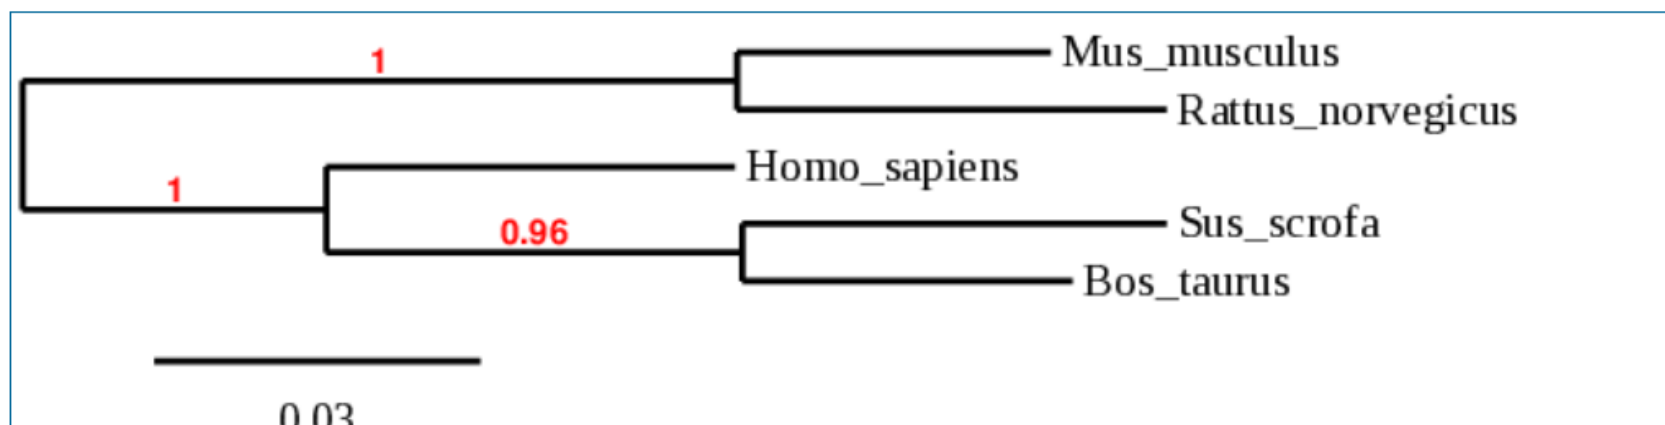 1
Mus_musculus
Rattus_norvegicus
Homo_sapiens
1
0.96
Sus_scrofa
Bos_taurus
0.03